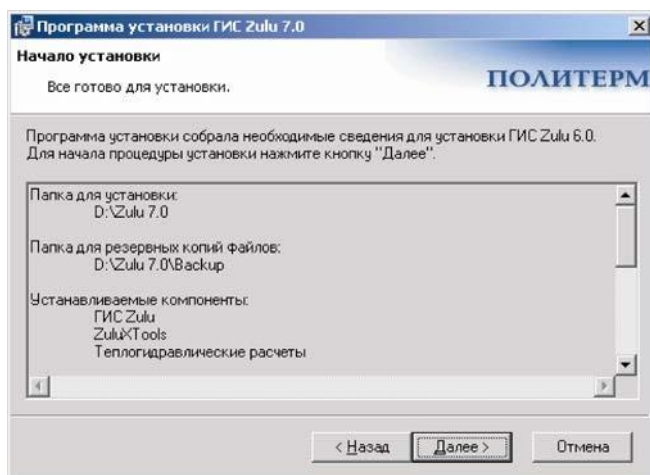 Программа установки ГИС Zulu 7.0
Начало установки
Все готово для установки.
ПОЛИТЕРМ
Программа установки собрала необходимые сведения для установки ГИС Zulu 6.0.
Для начала процедуры установки нажмите кнопку "Далее".
Папка для установки:
D:\Zulu 7.0
Папка для резервных копий файлов:
D:\Zulu 7.0\Backup
Устанавливаемые компоненты:
ГИС Zulu
ZuluXTools
Теплогидравлические расчеты
< Назад Далее > Отмена